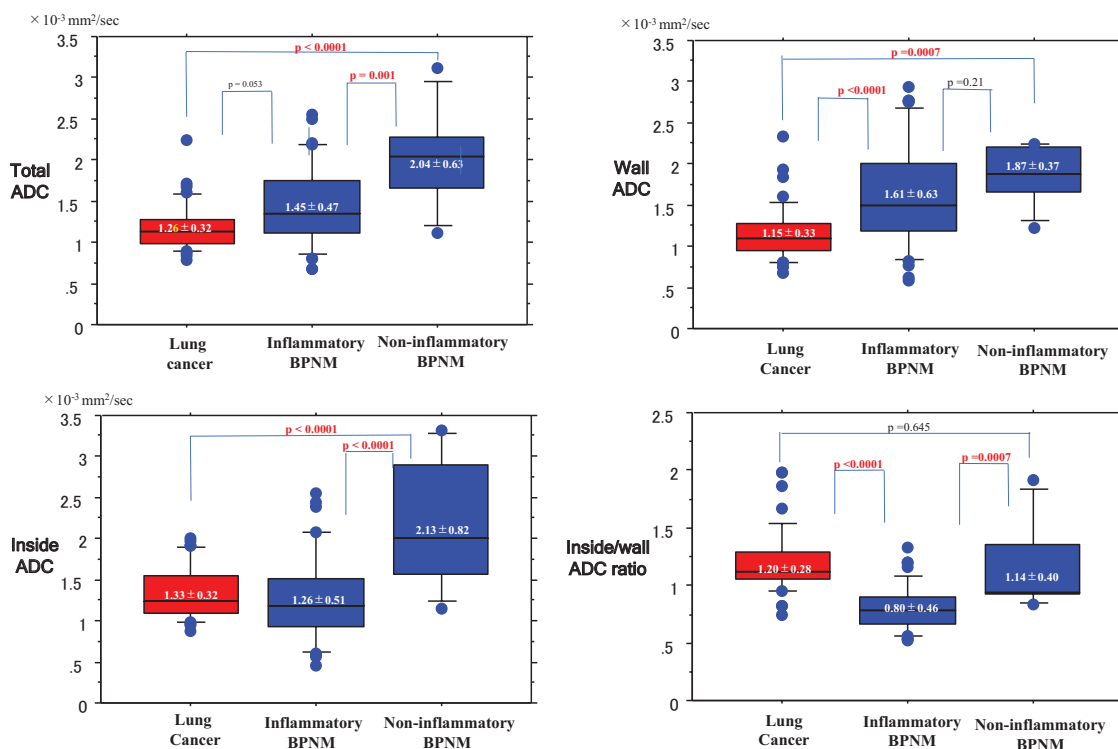 × 10⁻³ mm²/sec
3.5
3
2.5
2
1.5
1
.5
0
Total
ADC
p < 0.0001
p = 0.053
p = 0.001
1.26 ± 0.32
1.45 ± 0.47
2.04 ± 0.63
Lung
cancer
Inflammatory
BPNM
Non-inflammatory
BPNM
× 10⁻³ mm²/sec
3.5
3
2.5
2
1.5
1
.5
0
Wall
ADC
p =0.0007
p <0.0001
p =0.21
1.15 ± 0.33
1.61 ± 0.63
1.87 ± 0.37
Lung
Cancer
Inflammatory
BPNM
Non-inflammatory
BPNM
× 10⁻³ mm²/sec
3.5
3
2.5
2
1.5
1
.5
0
Inside
ADC
p < 0.0001
p < 0.0001
1.33 ± 0.32
1.26 ± 0.51
2.13 ± 0.82
Lung
Cancer
Inflammatory
BPNM
Non-inflammatory
BPNM
2.5
2
1.5
1
.5
0
Inside/wall
ADC ratio
p =0.645
p <0.0001
p =0.0007
1.20 ± 0.28
0.80 ± 0.46
1.14 ± 0.40
Lung
Cancer
Inflammatory
BPNM
Non-inflammatory
BPNM